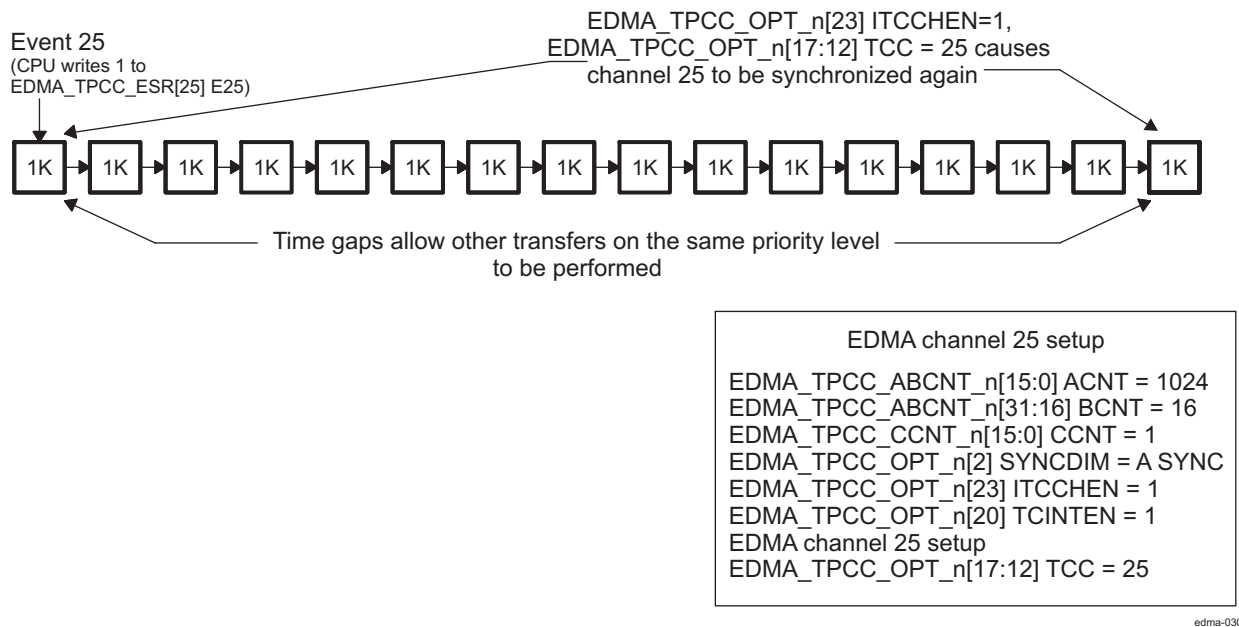 Event 25
(CPU writes 1 to
EDMA_TPCC_ESR[25] E25)
EDMA_TPCC_OPT_n[23] ITCCHEN=1,
EDMA_TPCC_OPT_n[17:12] TCC = 25 causes
channel 25 to be synchronized again
1K 1K 1K 1K 1K 1K 1K 1K 1K 1K 1K 1K 1K 1K 1K 1K
Time gaps allow other transfers on the same priority level
to be performed
EDMA channel 25 setup
EDMA_TPCC_ABCNT_n[15:0] ACNT = 1024
EDMA_TPCC_ABCNT_n[31:16] BCNT = 16
EDMA_TPCC_CCNT_n[15:0] CCNT = 1
EDMA_TPCC_OPT_n[2] SYNCDIM = A SYNC
EDMA_TPCC_OPT_n[23] ITCCHEN = 1
EDMA_TPCC_OPT_n[20] TCINTEN = 1
EDMA channel 25 setup
EDMA_TPCC_OPT_n[17:12] TCC = 25
edma-030